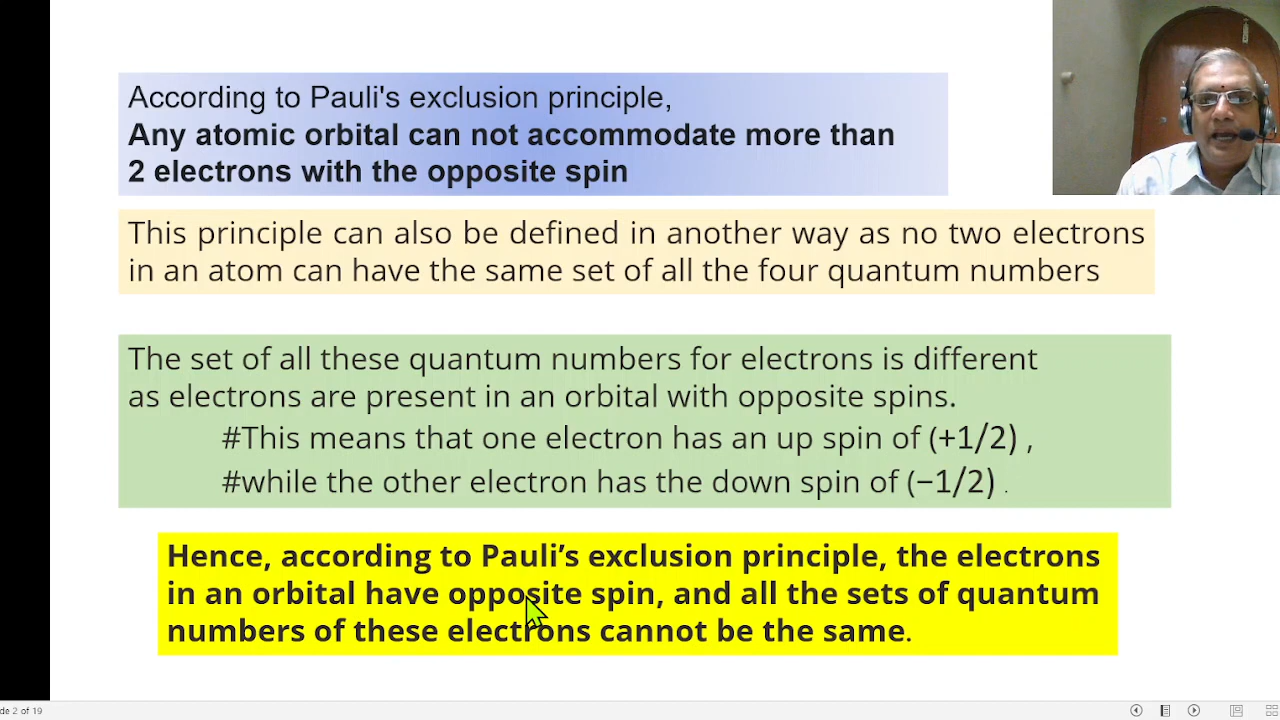 According to Pauli's exclusion principle,
Any atomic orbital can not accommodate more than
2 electrons with the opposite spin
This principle can also be defined in another way as no two electrons
in an atom can have the same set of all the four quantum numbers
The set of all these quantum numbers for electrons is different
as electrons are present in an orbital with opposite spins.
#This means that one electron has an up spin of (+1/2) ,
#while the other electron has the down spin of (−1/2) .
Hence, according to Pauli’s exclusion principle, the electrons
in an orbital have opposite spin, and all the sets of quantum
numbers of these electrons cannot be the same.
de 2 of 19